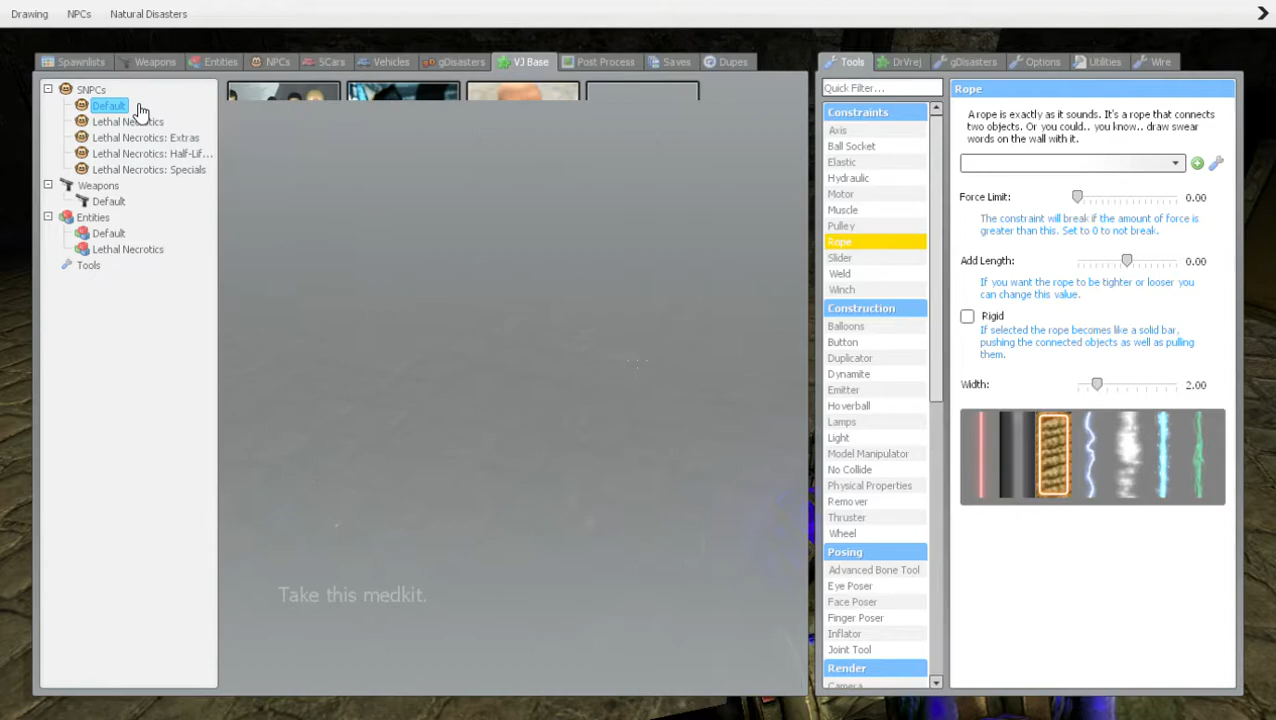 Drawing NPCs Natural Disasters
Spawnlists Weapons Entities NPCs SCars Vehicles gDisasters VJ Base Post Process Saves Dupes
SNPCs
Default
Lethal Necrotics
Lethal Necrotics: Extras
Lethal Necrotics: Half-Lif...
Lethal Necrotics: Specials
Weapons
Default
Entities
Default
Lethal Necrotics
Tools
Take this medkit.
Tools DrVrej gDisasters Options Utilities Wire
Quick Filter...
Constraints
Axis
Ball Socket
Elastic
Hydraulic
Motor
Muscle
Pulley
Rope
Slider
Weld
Winch
Construction
Balloons
Button
Duplicator
Dynamite
Emitter
Hoverball
Lamps
Light
Model Manipulator
No Collide
Physical Properties
Remover
Thruster
Wheel
Posing
Advanced Bone Tool
Eye Poser
Face Poser
Finger Poser
Inflator
Joint Tool
Render
Camera
Rope
A rope is exactly as it sounds. It's a rope that connects
two objects. Or you could.. you know.. draw swear
words on the wall with it.
Force Limit: 0.00
The constraint will break if the amount of force is
greater than this. Set to 0 to not break.
Add Length: 0.00
If you want the rope to be tighter or looser you
can change this value.
Rigid
If selected the rope becomes like a solid bar,
pushing the connected objects as well as pulling
them.
Width: 2.00